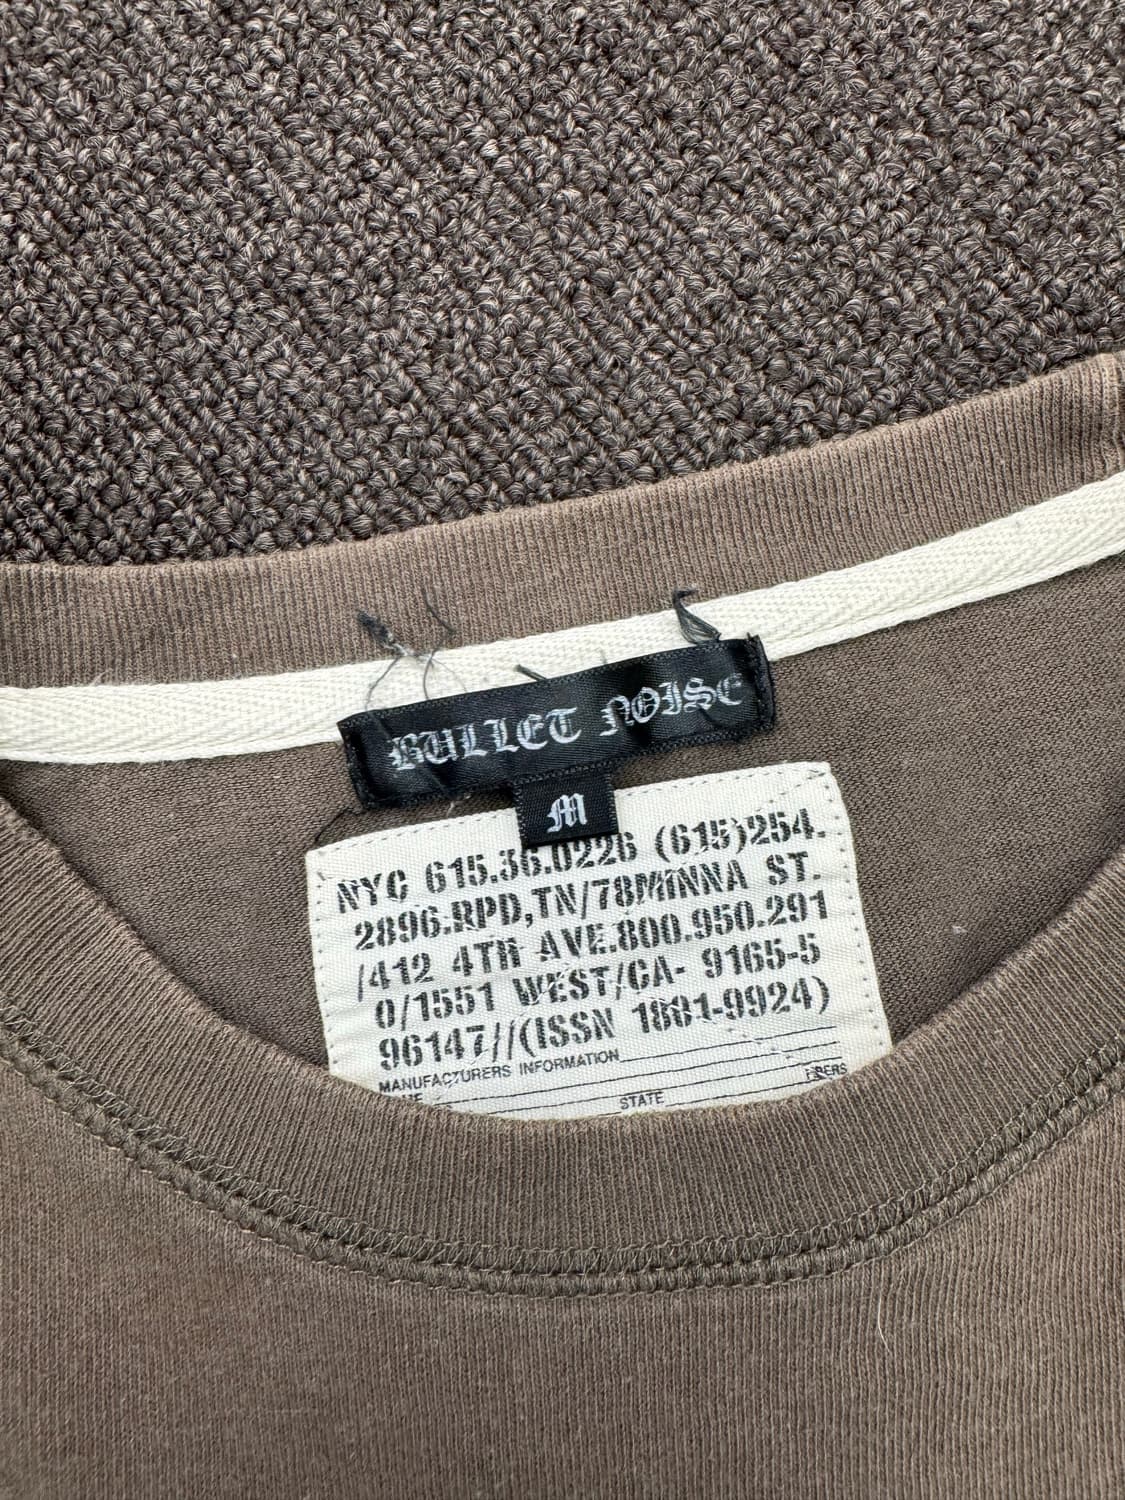 BULLET NOISE
M
NYC 615.36.0226 (615)254.
2896.RPD,TN/78MINNA ST.
/412 4TH AVE.800.950.291
0/1551 WEST/CA- 9165-5
96147//(ISSN 1881-9924)
MANUFACTURERS INFORMATION
STATE